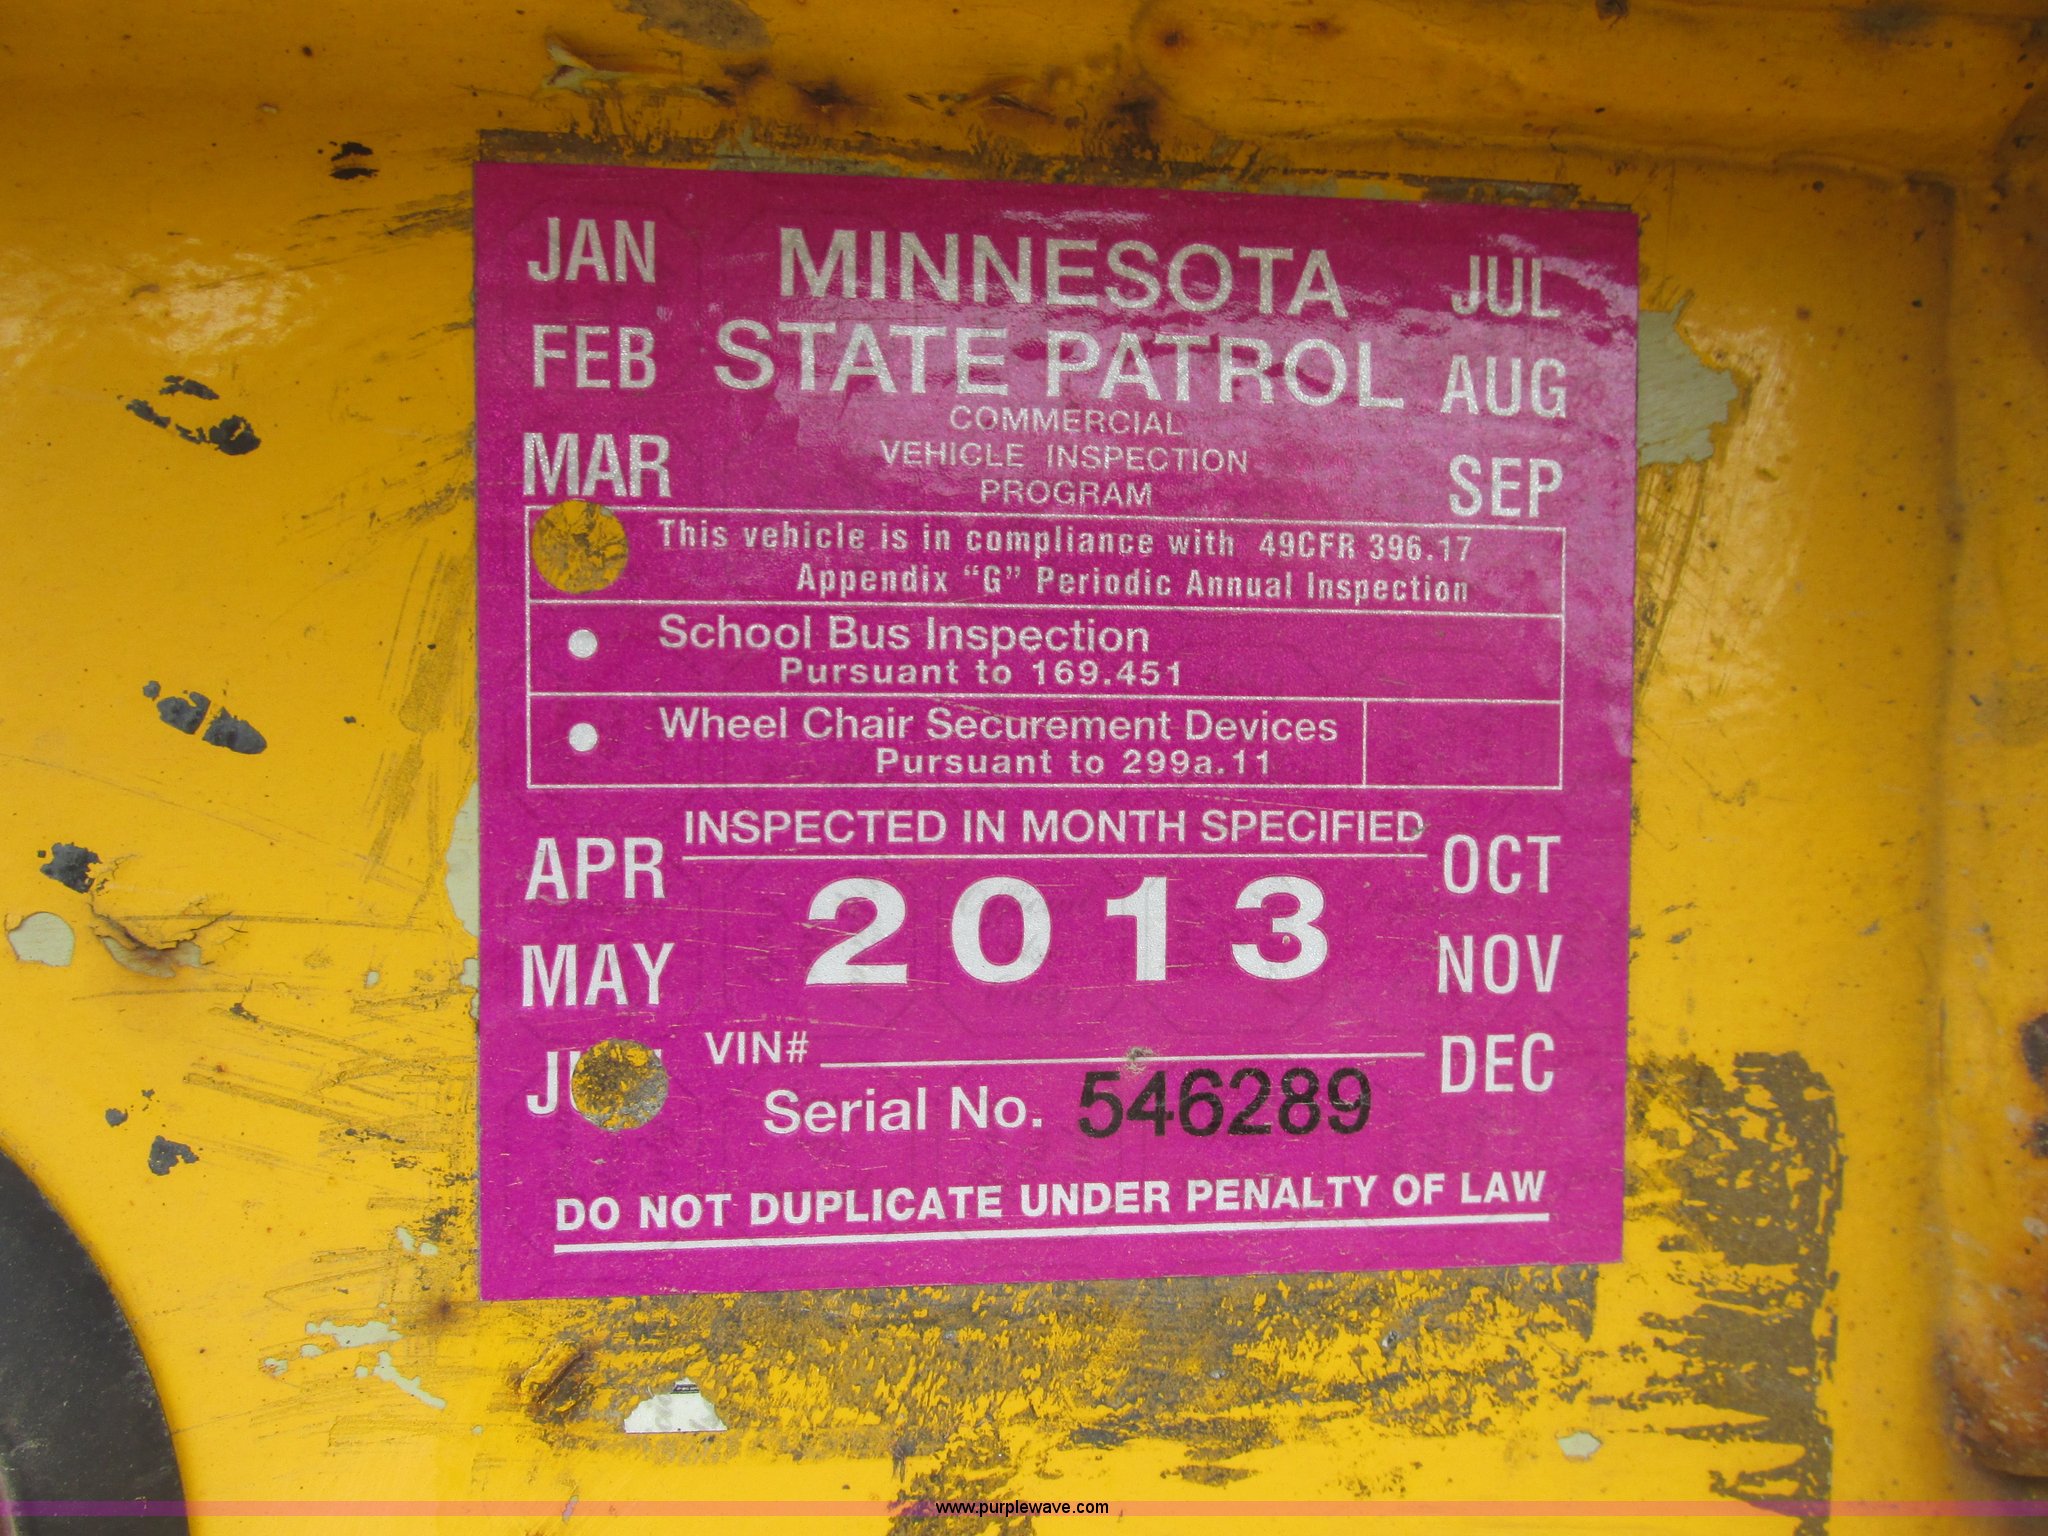 JAN
FEB
MAR
MINNESOTA
STATE PATROL
COMMERCIAL
VEHICLE INSPECTION
PROGRAM
JUL
AUG
SEP
This vehicle is in compliance with 49CFR 396.17
Appendix “G” Periodic Annual Inspection
School Bus Inspection
Pursuant to 169.451
Wheel Chair Securement Devices
Pursuant to 299a.11
INSPECTED IN MONTH SPECIFIED
APR
MAY
2013
OCT
NOV
DEC
VIN#
Serial No. 546289
DO NOT DUPLICATE UNDER PENALTY OF LAW
www.purplewave.com